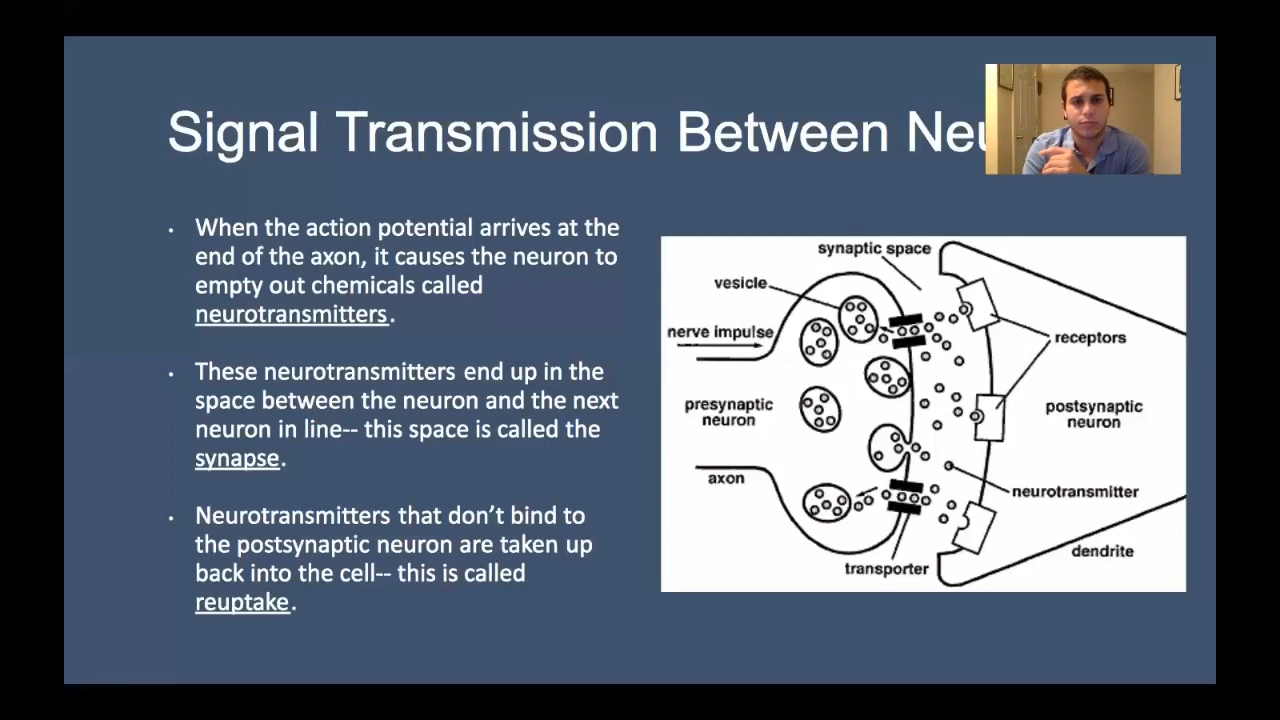 Signal Transmission Between Neu
• When the action potential arrives at the
end of the axon, it causes the neuron to
empty out chemicals called
neurotransmitters.
• These neurotransmitters end up in the
space between the neuron and the next
neuron in line-- this space is called the
synapse.
• Neurotransmitters that don’t bind to
the postsynaptic neuron are taken up
back into the cell-- this is called
reuptake.
synaptic space
vesicle
nerve impulse
receptors
presynaptic
neuron
postsynaptic
neuron
axon
neurotransmitter
dendrite
transporter